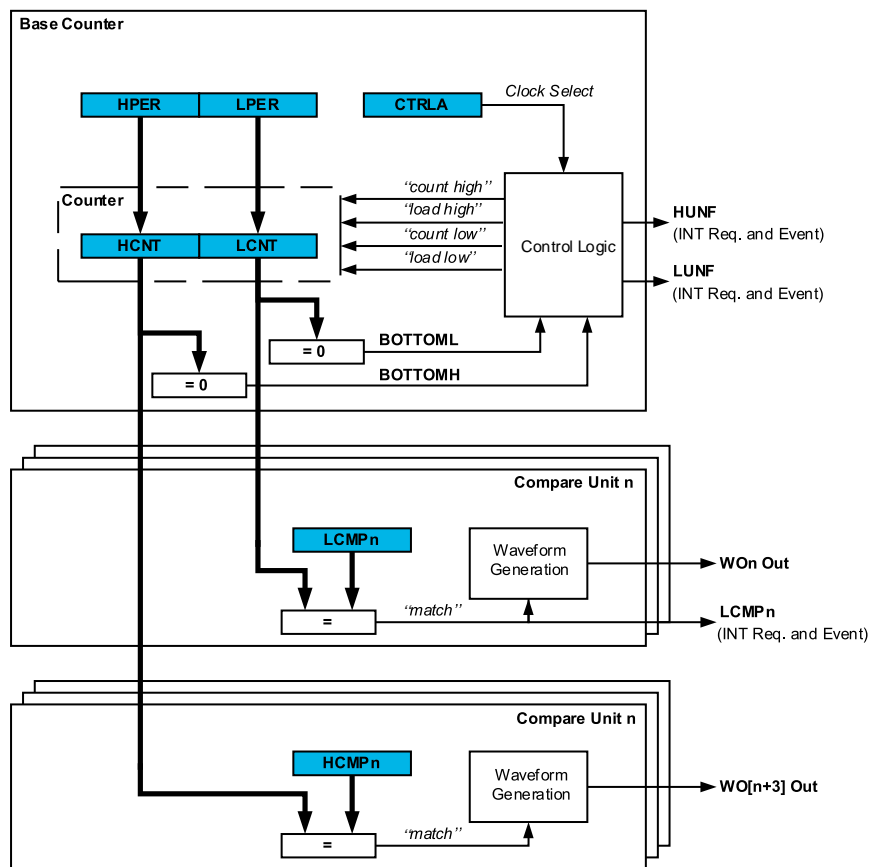 Base Counter
HPER LPER CTRLA
Clock Select
Counter
“count high”
“load high”
“count low”
“load low”
Control Logic
HUNF
(INT Req. and Event)
LUNF
(INT Req. and Event)
HCNT LCNT
= 0
BOTTOML
= 0
BOTTOMH
Compare Unit n
LCMPn
Waveform
Generation
WOn Out
=
“match”
LCMPn
(INT Req. and Event)
Compare Unit n
HCMPn
Waveform
Generation
WO[n+3] Out
=
“match”